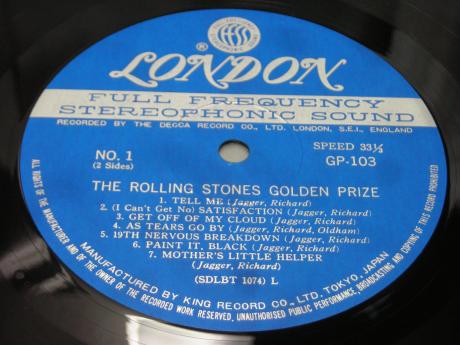 ®
LONDON
FULL FREQUENCY
STEREOPHONIC SOUND
RECORDED BY THE DECCA RECORD CO., LTD. LONDON, S.E.I., ENGLAND
NO. 1
(2 Sides)
SPEED 33⅓
GP-103
THE ROLLING STONES GOLDEN PRIZE
1. TELL ME (Jagger, Richard)
2. (I Can't Get No) SATISFACTION (Jagger, Richard)
3. GET OFF OF MY CLOUD (Jagger, Richard)
4. AS TEARS GO BY (Jagger, Richard, Oldham)
5. 19TH NERVOUS BREAKDOWN (Jagger, Richard)
6. PAINT IT, BLACK (Jagger, Richard)
7. MOTHER'S LITTLE HELPER
(Jagger, Richard)
(SDLBT 1074) L
MANUFACTURED BY KING RECORD CO., LTD. TOKYO, JAPAN
ALL RIGHTS OF THE MANUFACTURER AND OF THE OWNER OF THE RECORDED WORK RESERVED, UNAUTHORISED PUBLIC PERFORMANCE, BROADCASTING AND COPYING OF THIS RECORD PROHIBITED